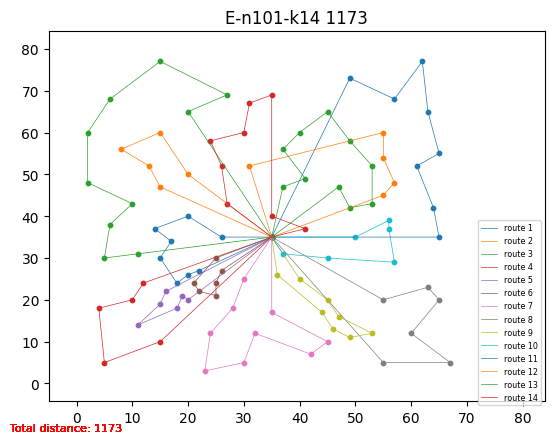 E-n101-k14 1173
80
70
60
50
40
30
20
10
0
route 1
route 2
route 3
route 4
route 5
route 6
route 7
route 8
route 9
route 10
route 11
route 12
route 13
route 14
0 10 20 30 40 50 60 70 80
Total distance: 1173